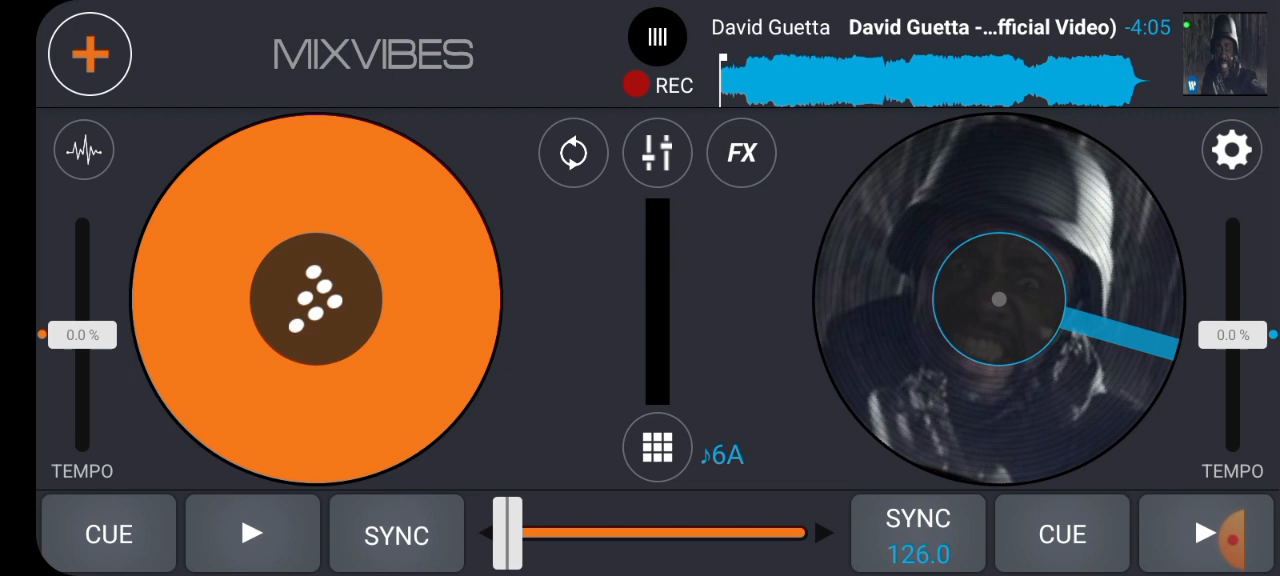 MIXVIBES
REC
David Guetta David Guetta -...fficial Video) -4:05
FX
0.0 %
0.0 %
TEMPO
♪6A
TEMPO
CUE
SYNC
SYNC
126.0
CUE